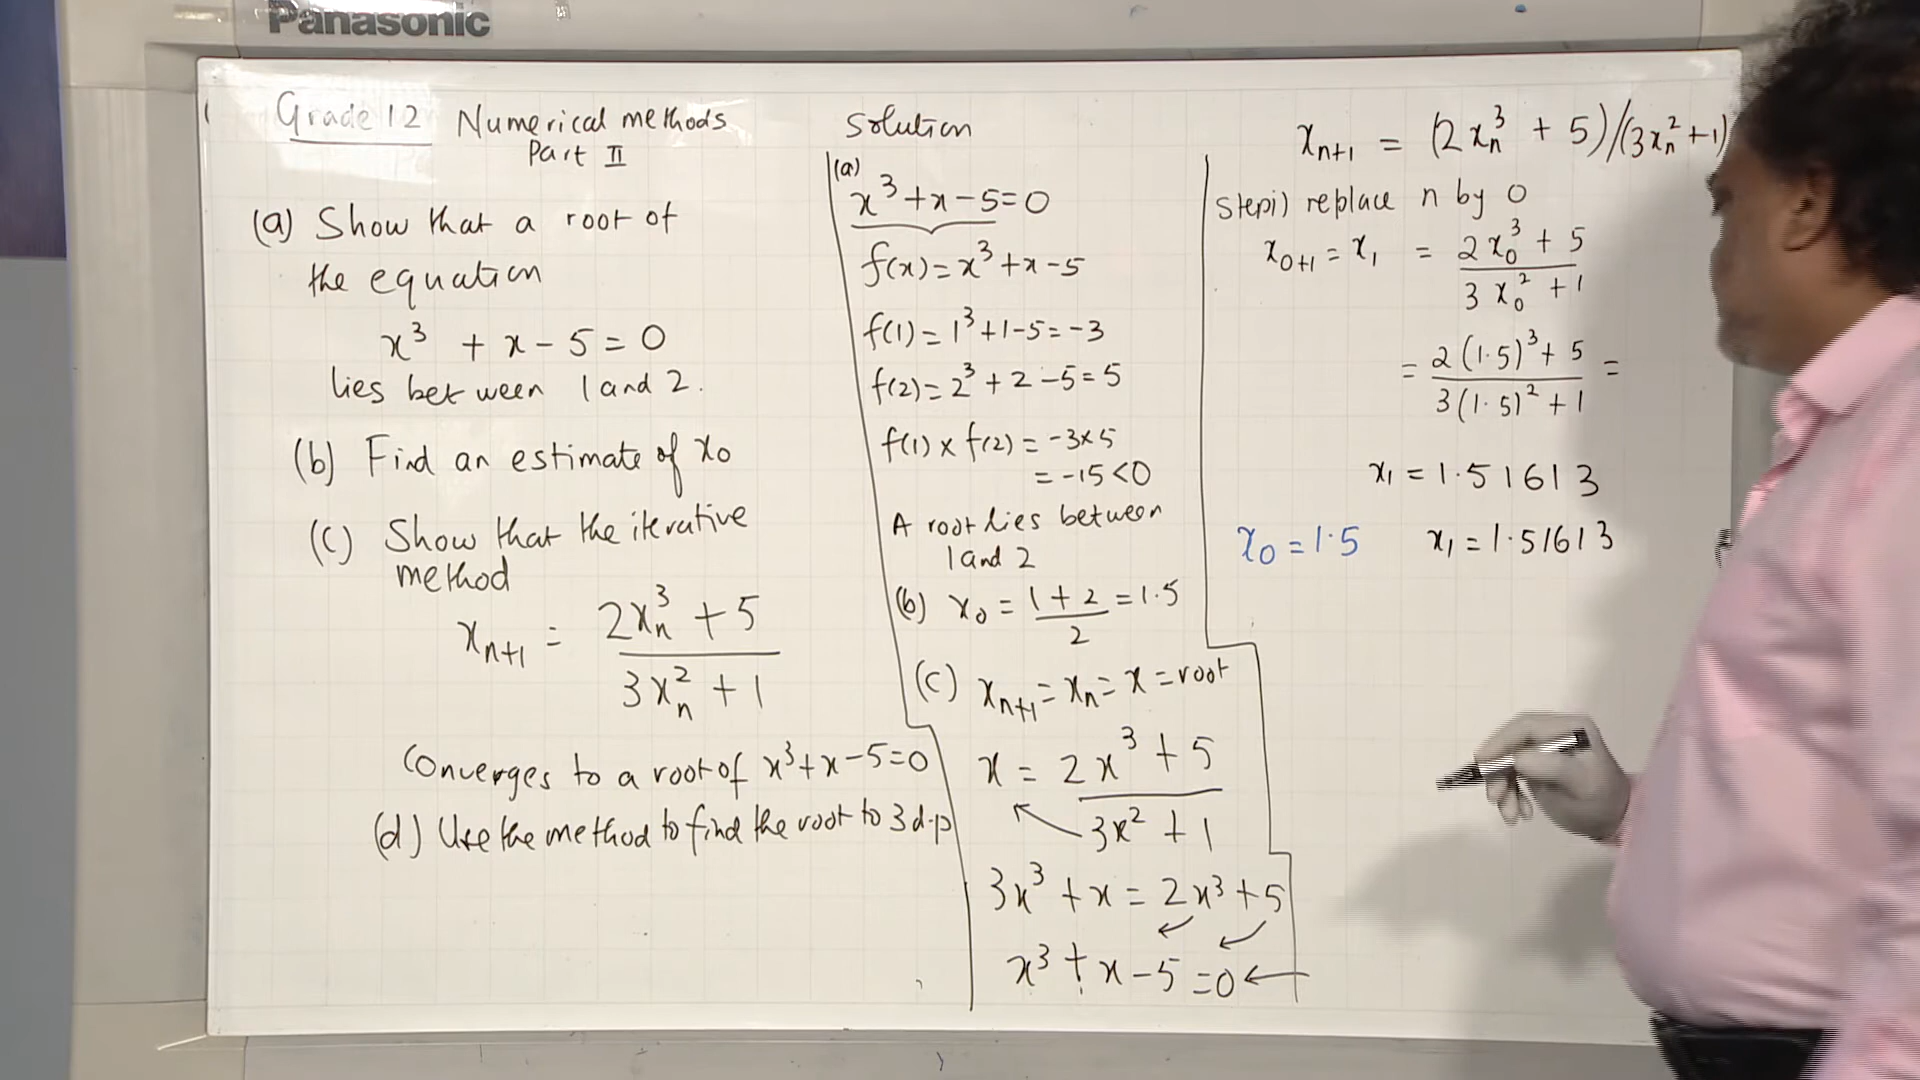 Panasonic
Grade 12 Numerical methods
Part II
(a) Show that a root of
the equation
x³ + x - 5 = 0
lies between 1 and 2.
(b) Find an estimate of x₀
(c) Show that the iterative
method
xₙ₊₁ = (2xₙ³ + 5) / (3xₙ² + 1)
Converges to a root of x³+x-5=0
(d) Use the method to find the root to 3 d.p
Solution
(a)
x³+x-5=0
f(x)=x³+x-5
f(1)=1³+1-5=-3
f(2)=2³+2-5=5
f(1)×f(2)=-3×5
=-15<0
A root lies between
1 and 2
(b) x₀ = (1+2)/2 = 1.5
(c) xₙ₊₁=xₙ=x=root
x = (2x³+5) / (3x²+1)
3x³+x=2x³+5
x³+x-5=0
xₙ₊₁ = (2xₙ³ + 5)/(3xₙ²+1)
Step i) replace n by 0
x₀₊₁ = x₁ = (2x₀³+5) / (3x₀²+1)
= (2(1.5)³+5) / (3(1.5)²+1) =
x₁ = 1.51613
x₀ = 1.5 x₁ = 1.51613